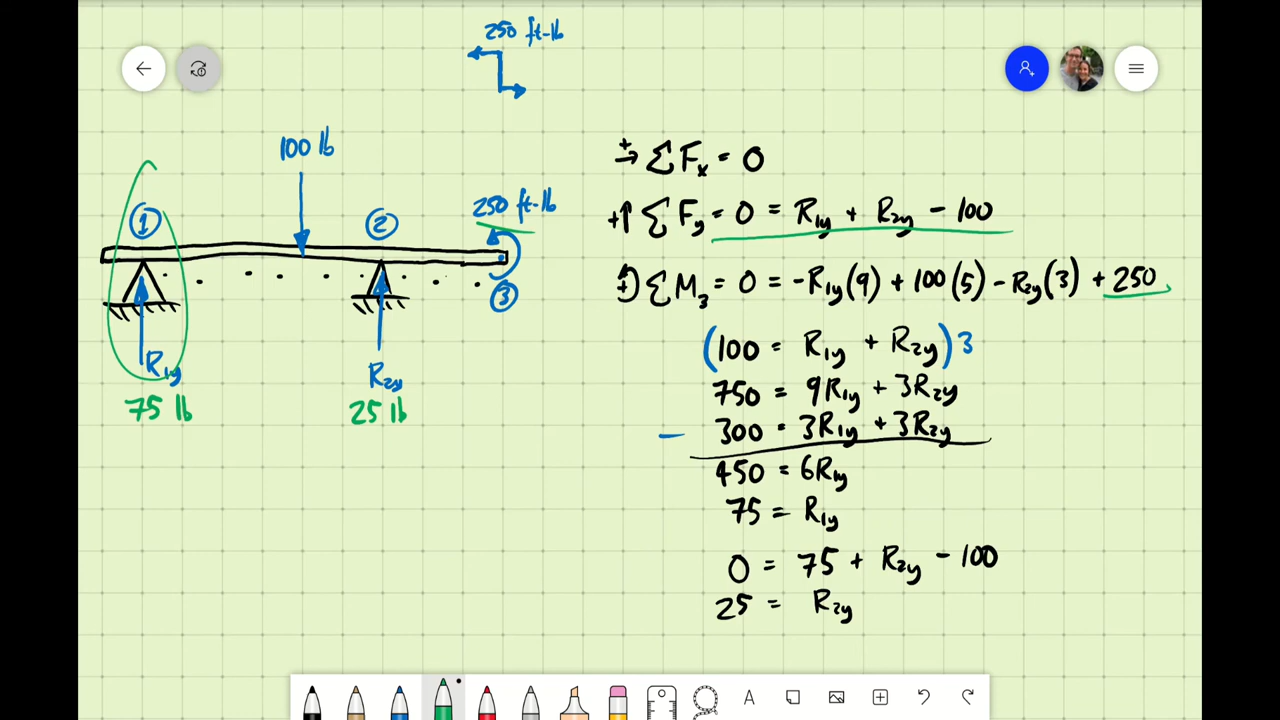 250 ft-lb
100 lb
1
2
250 ft-lb
3
R1y
75 lb
R2y
25 lb
+→ ΣFx = 0
+↑ ΣFy = 0 = R1y + R2y - 100
+↺ ΣM3 = 0 = -R1y(9) + 100(5) - R2y(3) + 250
(100 = R1y + R2y)3
750 = 9R1y + 3R2y
- 300 = 3R1y + 3R2y
450 = 6R1y
75 = R1y
0 = 75 + R2y - 100
25 = R2y
A